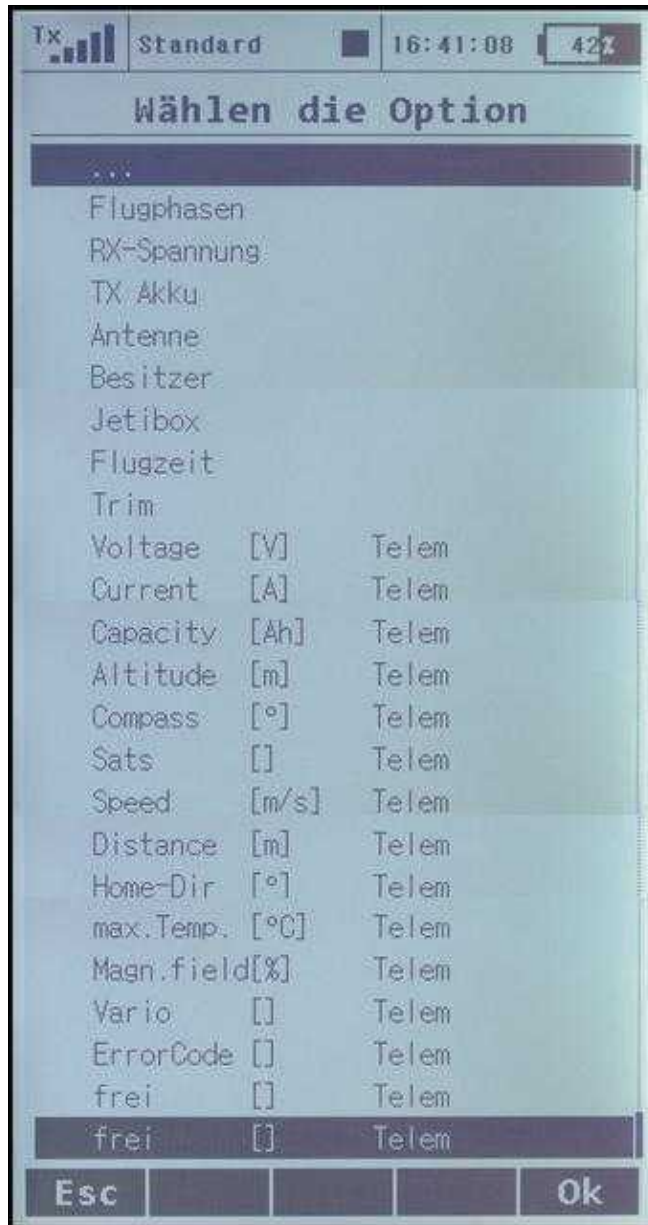 Tx Standard 16:41:08 42%
Wählen die Option
...
Flugphasen
RX-Spannung
TX Akku
Antenne
Besitzer
Jetibox
Flugzeit
Trim
Voltage [V] Telem
Current [A] Telem
Capacity [Ah] Telem
Altitude [m] Telem
Compass [°] Telem
Sats [] Telem
Speed [m/s] Telem
Distance [m] Telem
Home-Dir [°] Telem
max.Temp. [°C] Telem
Magn.field[%] Telem
Vario [] Telem
ErrorCode [] Telem
frei [] Telem
frei [] Telem
Esc Ok